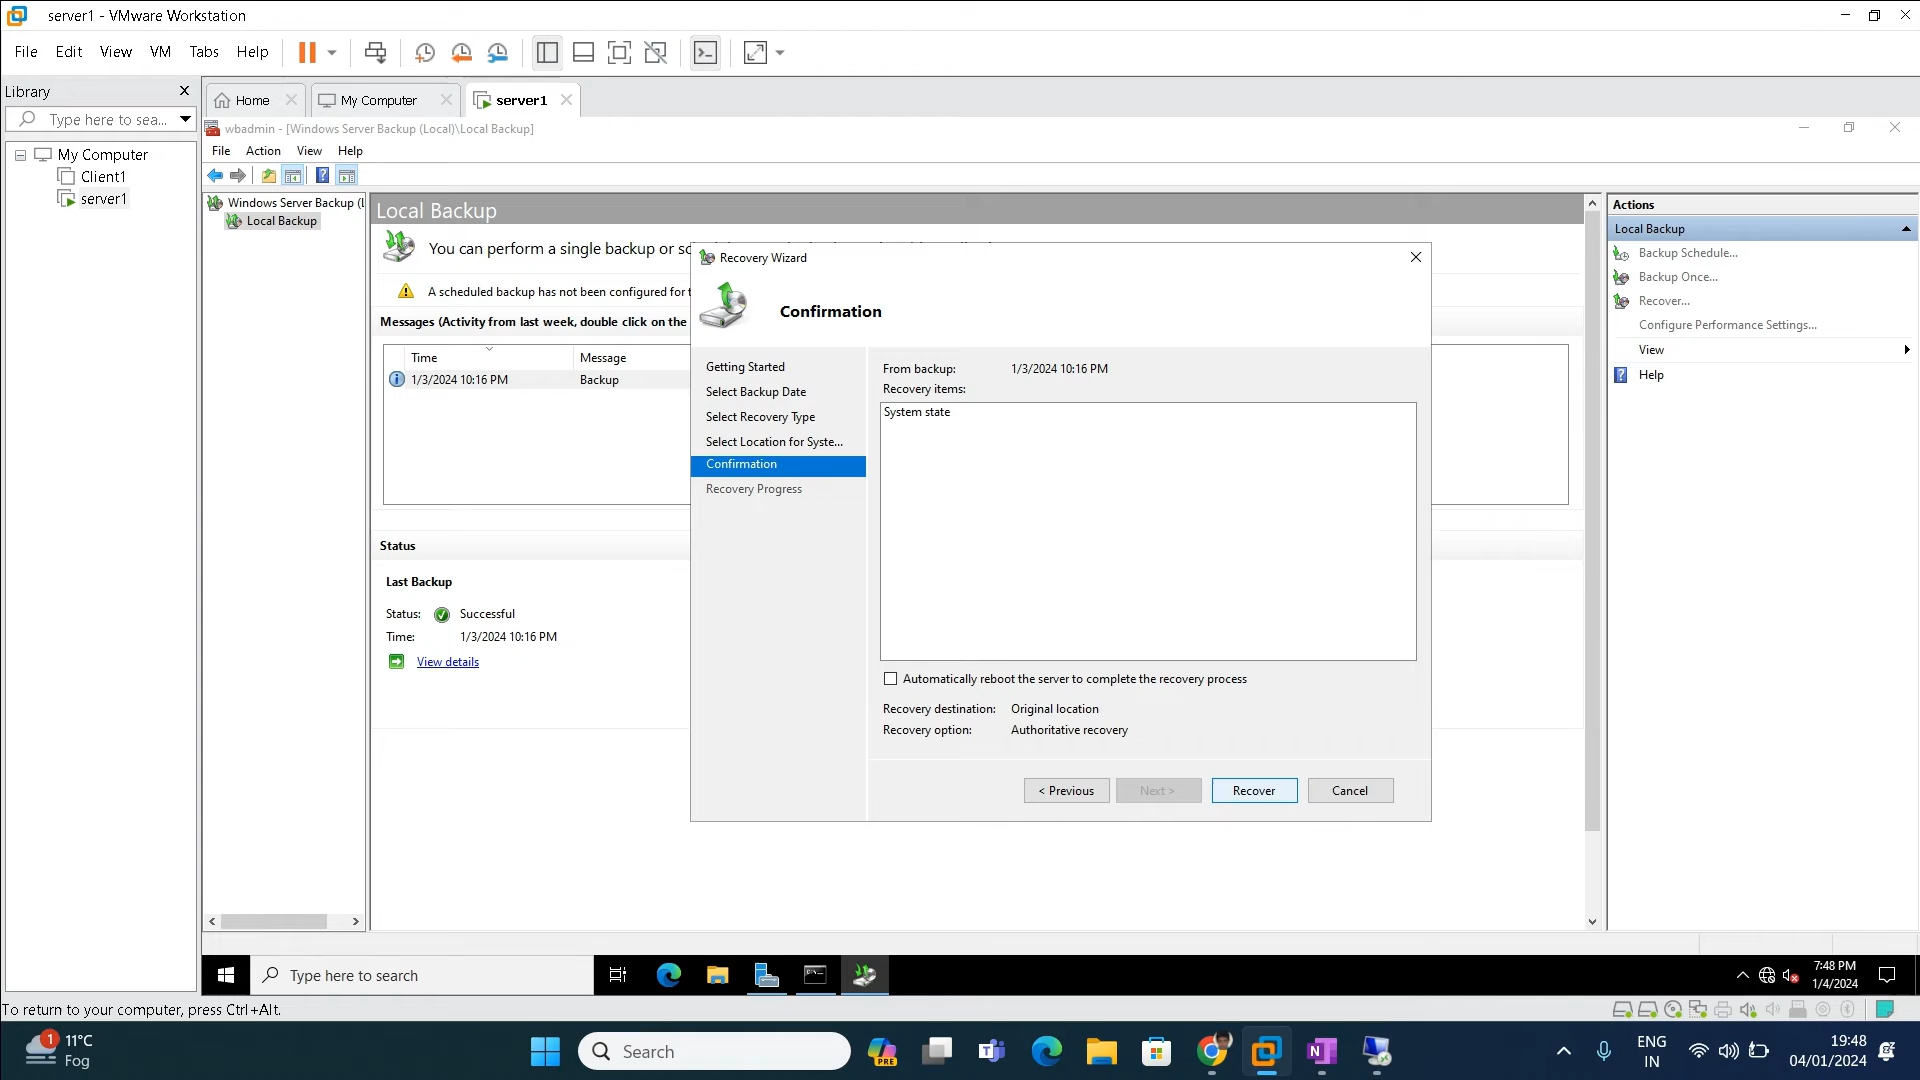 server1 - VMware Workstation
File Edit View VM Tabs Help
Library
Type here to sea...
My Computer
Client1
server1
Home
My Computer
server1
wbadmin - [Windows Server Backup (Local)\Local Backup]
File Action View Help
Windows Server Backup (L
Local Backup
Local Backup
You can perform a single backup or sc
A scheduled backup has not been configured for t
Messages (Activity from last week, double click on the
Time Message
1/3/2024 10:16 PM Backup
Status
Last Backup
Status: Successful
Time: 1/3/2024 10:16 PM
View details
Recovery Wizard
Confirmation
Getting Started
Select Backup Date
Select Recovery Type
Select Location for Syste...
Confirmation
Recovery Progress
From backup: 1/3/2024 10:16 PM
Recovery items:
System state
Automatically reboot the server to complete the recovery process
Recovery destination: Original location
Recovery option: Authoritative recovery
< Previous Next > Recover Cancel
Actions
Local Backup
Backup Schedule...
Backup Once...
Recover...
Configure Performance Settings...
View
Help
Type here to search
7:48 PM
1/4/2024
To return to your computer, press Ctrl+Alt.
1
11°C
Fog
Search
PRE
ENG
IN
19:48
04/01/2024